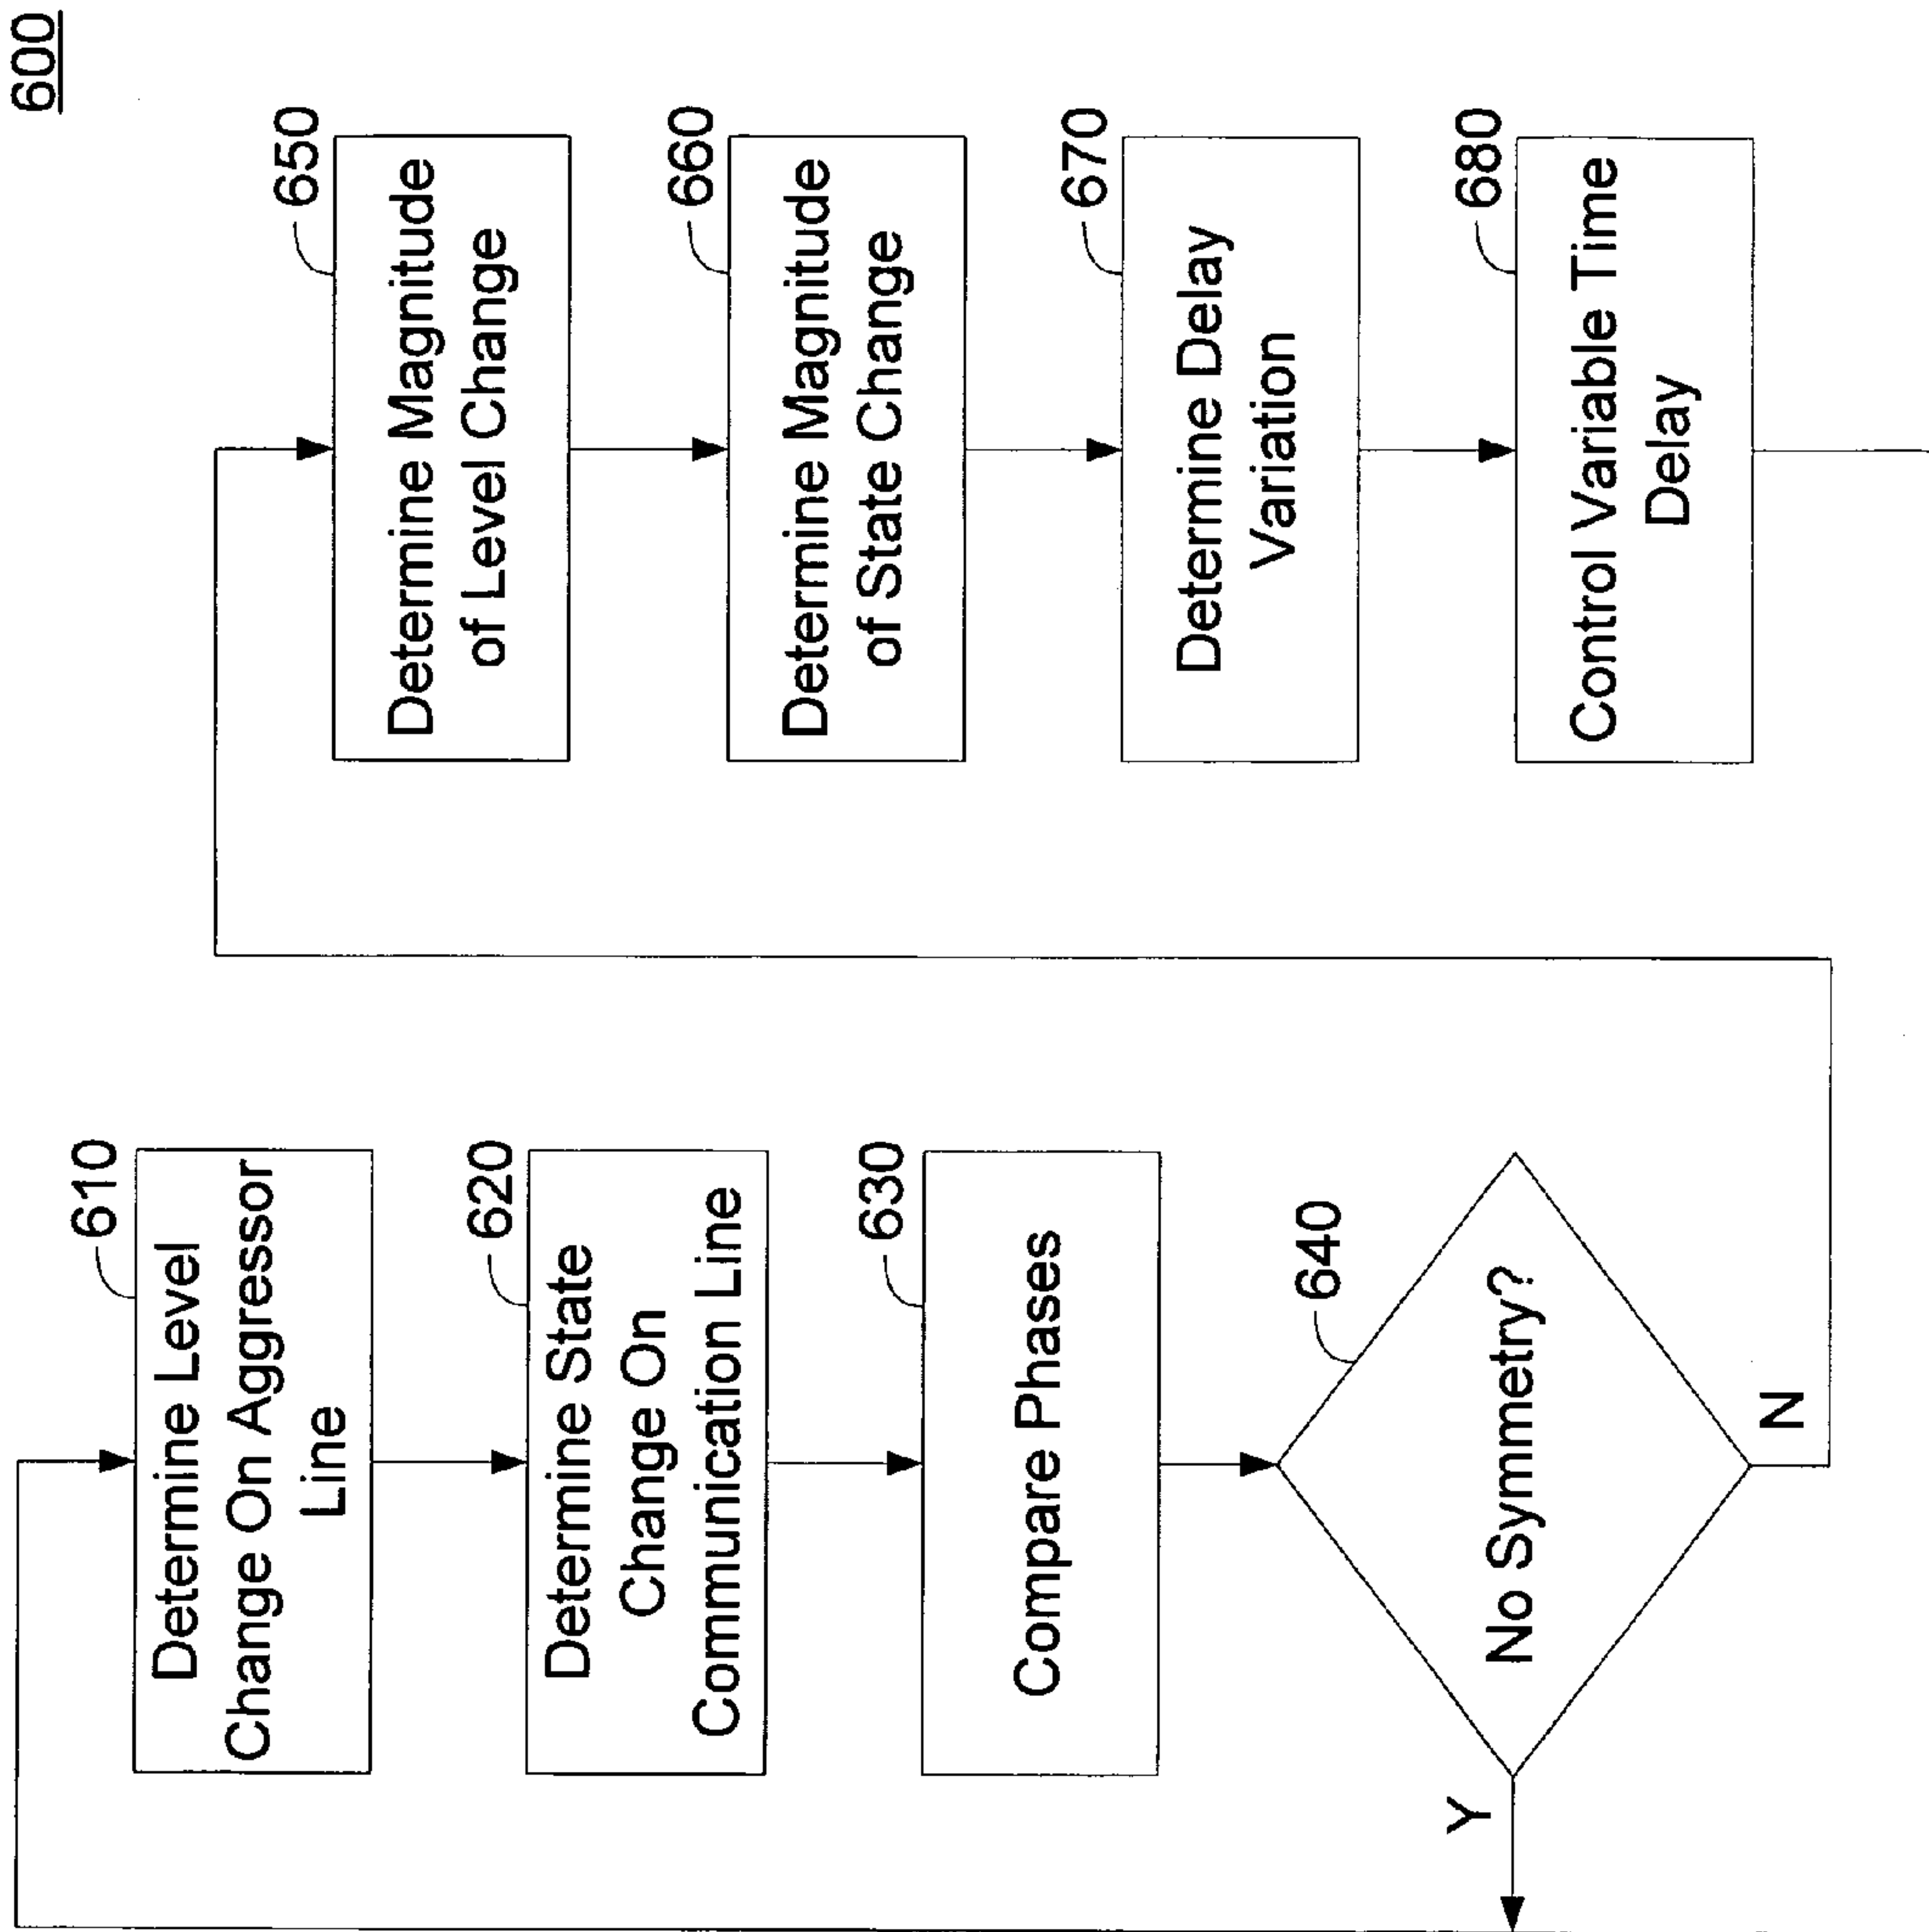 600
610
Determine Level
Change On Aggressor
Line
620
Determine State
Change On
Communication Line
630
Compare Phases
640
No Symmetry?
Y
N
650
Determine Magnitude
of Level Change
660
Determine Magnitude
of State Change
670
Determine Delay
Variation
680
Control Variable Time
Delay